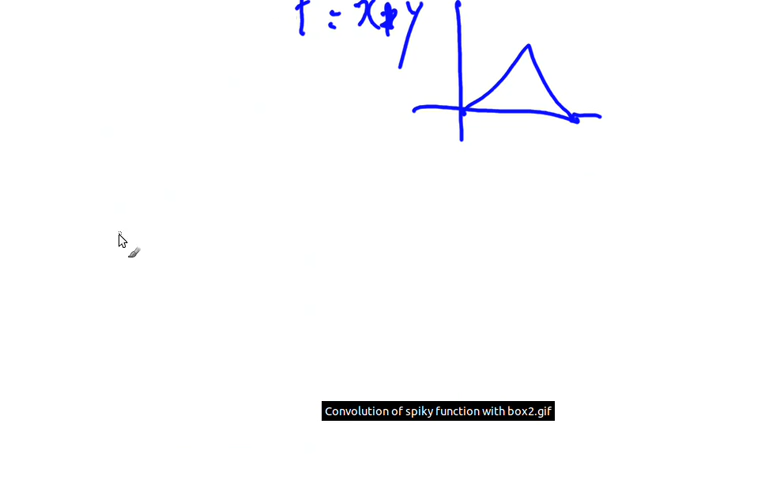 f = x * y
Convolution of spiky function with box2.gif